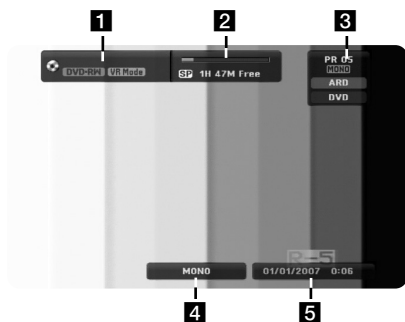 1 2 3
DVD-RW VR Mode
SP 1H 47M Free
PR 05
MONO
ARD
DVD
R-5
MONO
01/01/2007 0:06
4 5